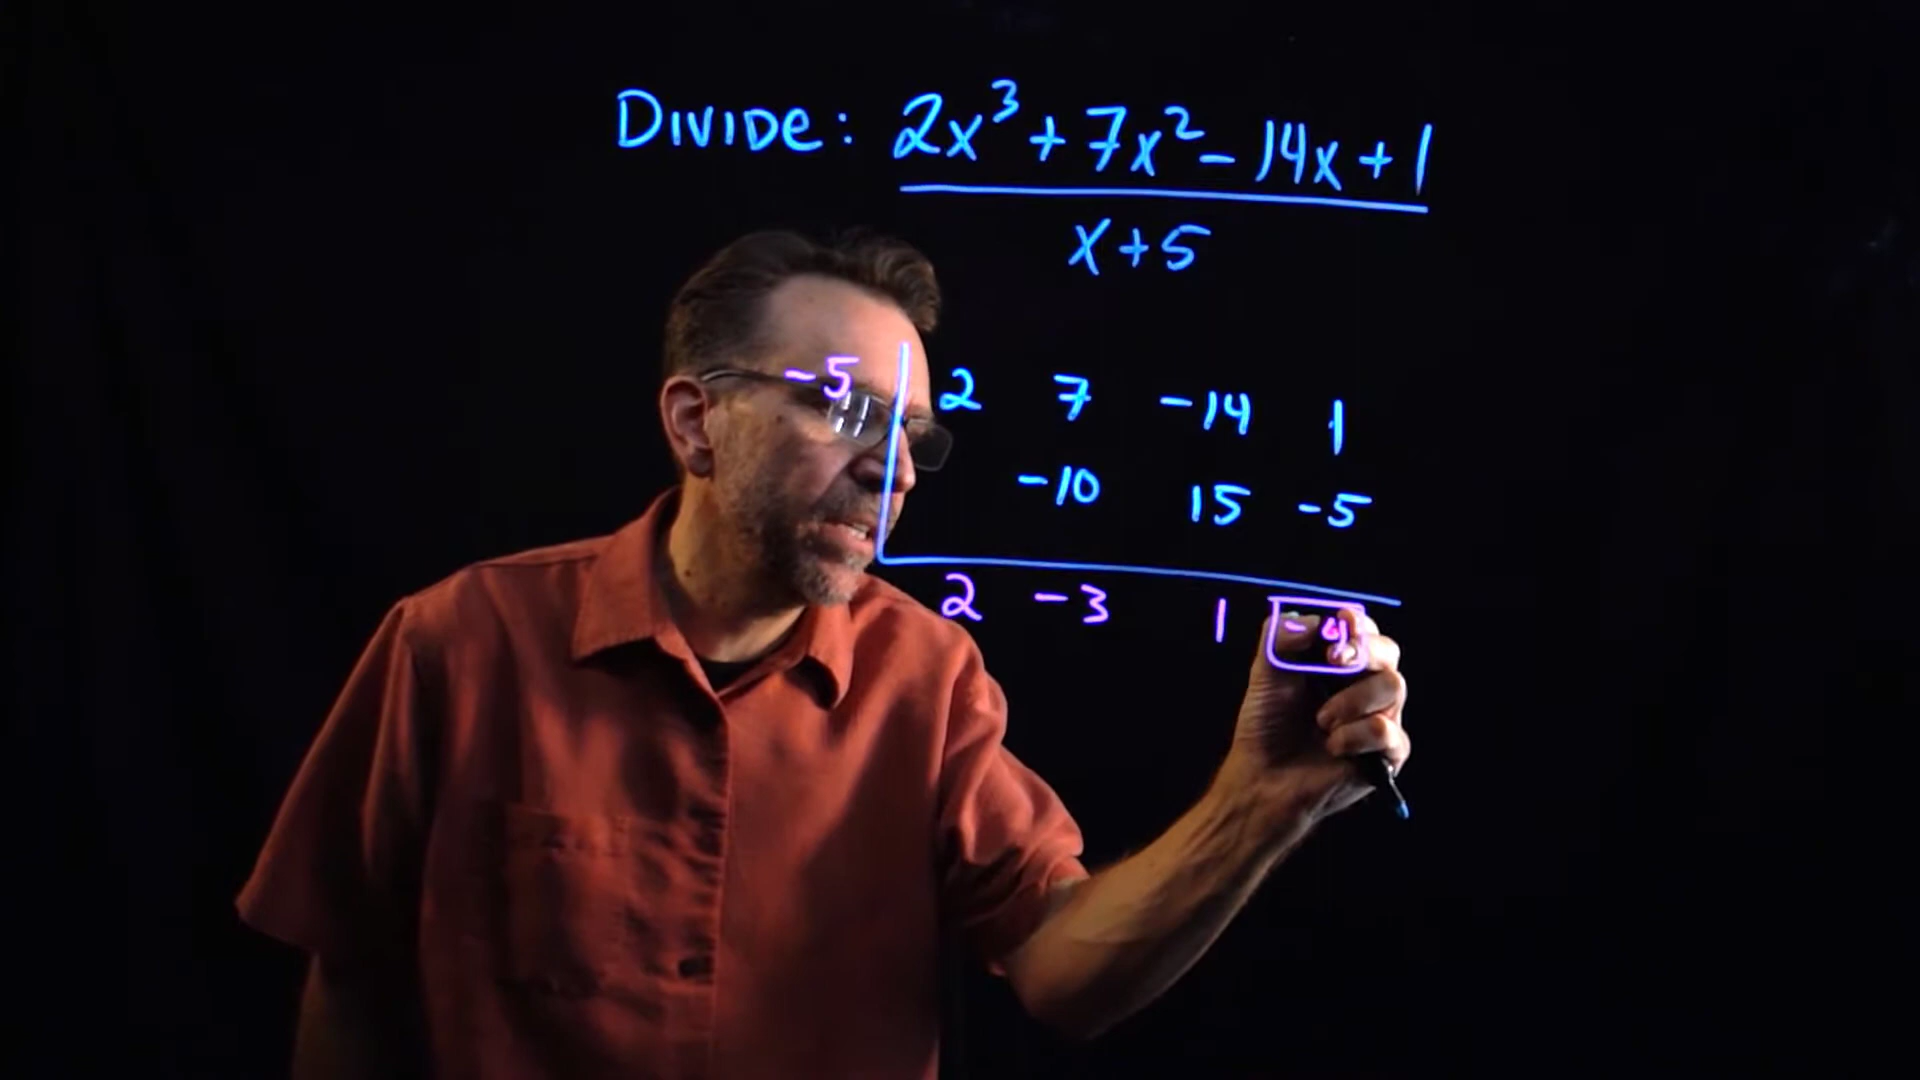 DIVIDE: 2x³ + 7x² - 14x + 1
x + 5
-5 2 7 -14 1
-10 15 -5
2 -3 1 -4